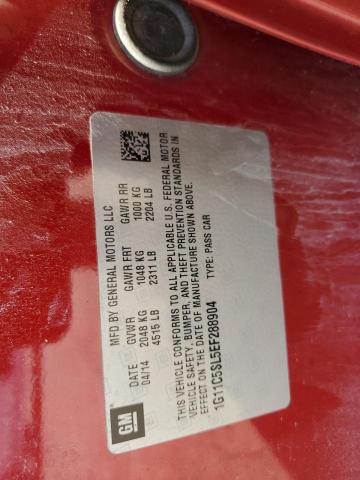 GM
MFD BY GENERAL MOTORS LLC
DATE GVWR GAWR FRT GAWR RR
04/14 2048 KG 1048 KG 1000 KG
4515 LB 2311 LB 2204 LB
THIS VEHICLE CONFORMS TO ALL APPLICABLE U.S. FEDERAL MOTOR
VEHICLE SAFETY, BUMPER, AND THEFT PREVENTION STANDARDS IN
EFFECT ON THE DATE OF MANUFACTURE SHOWN ABOVE.
1G11C5SL5EF288904 TYPE: PASS CAR